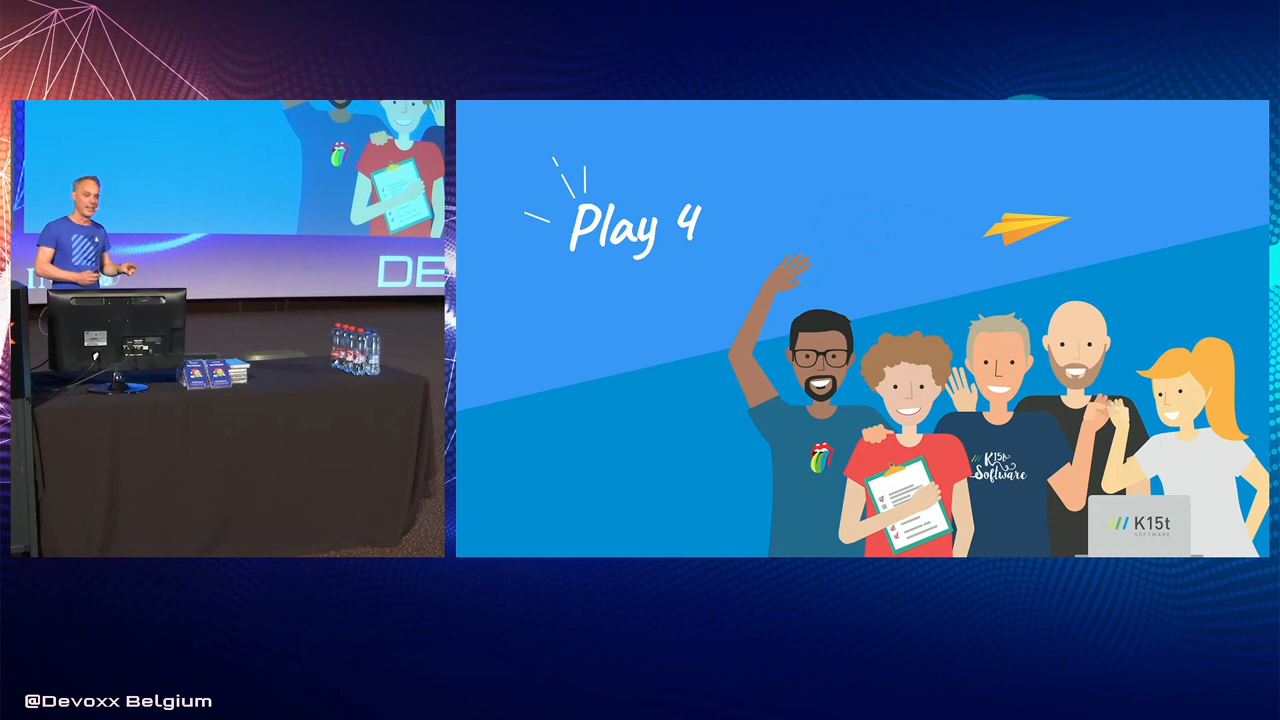 DE
Play 4
K15t
Software
K15t
SOFTWARE
@Devoxx Belgium